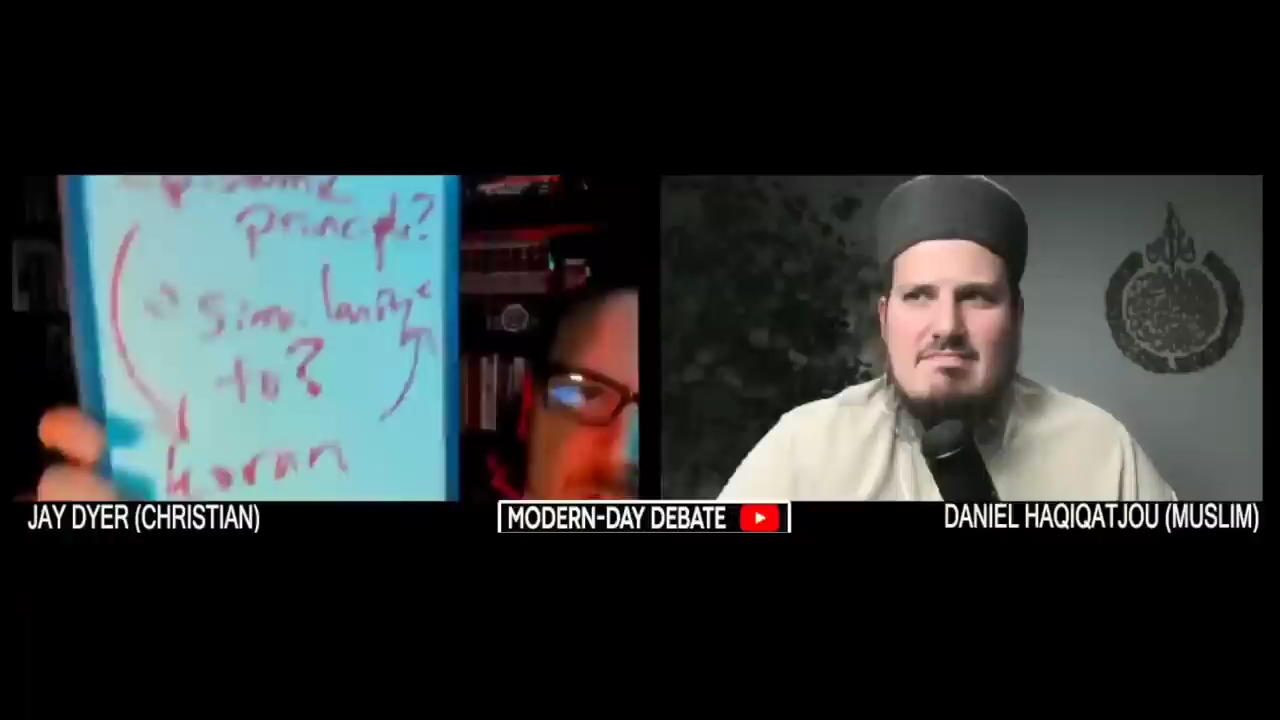 principle?
similarity
to?
Koran
JAY DYER (CHRISTIAN)
MODERN-DAY DEBATE
DANIEL HAQIQATJOU (MUSLIM)